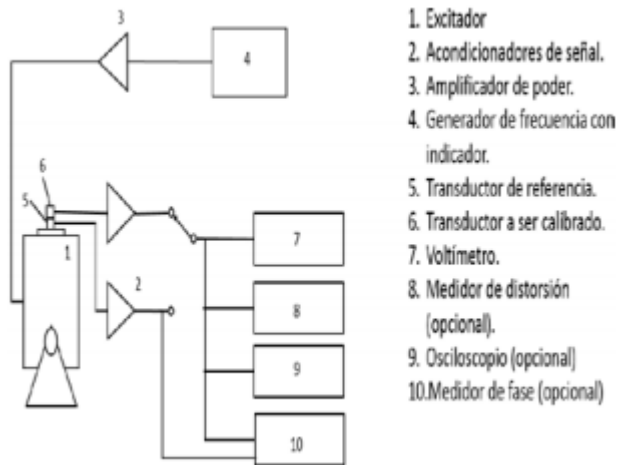 3
4
6
5
1
2
7
8
9
10
1. Excitador
2. Acondicionadores de señal.
3. Amplificador de poder.
4. Generador de frecuencia con
indicador.
5. Transductor de referencia.
6. Transductor a ser calibrado.
7. Voltímetro.
8. Medidor de distorsión
(opcional).
9. Osciloscopio (opcional)
10.Medidor de fase (opcional)